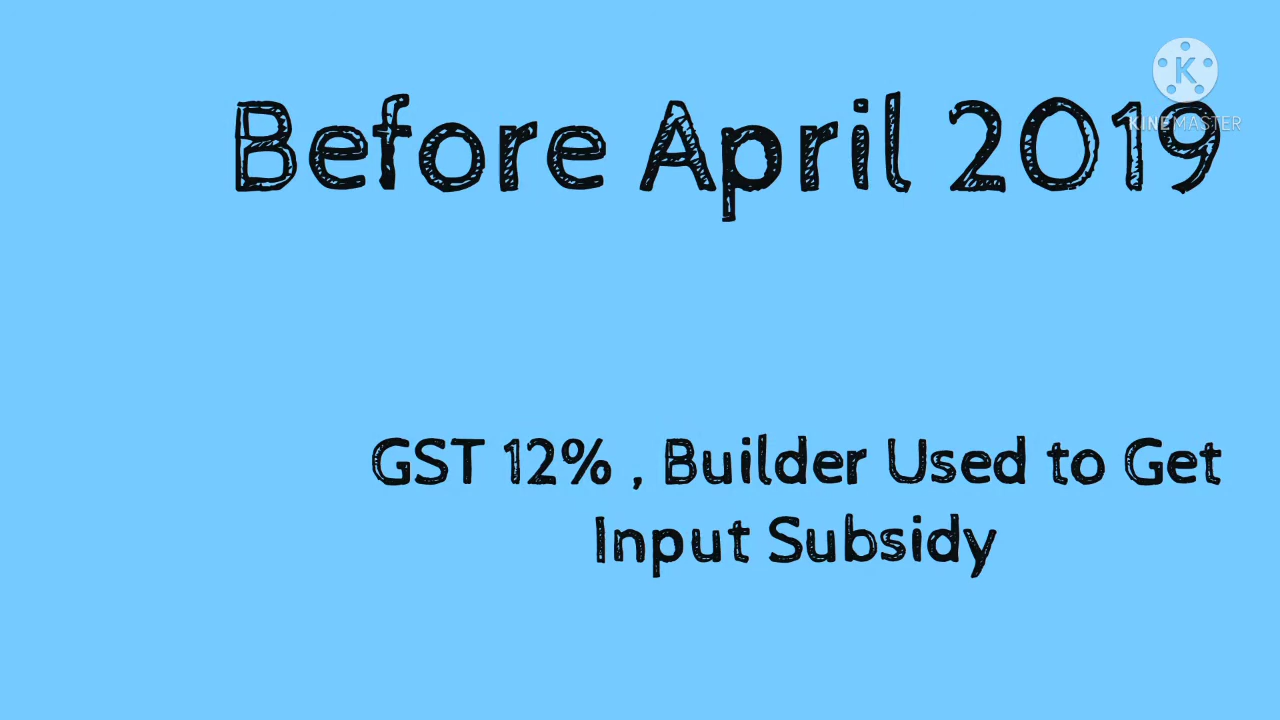 K
KINEMASTER
Before April 2019
GST 12% , Builder Used to Get
Input Subsidy